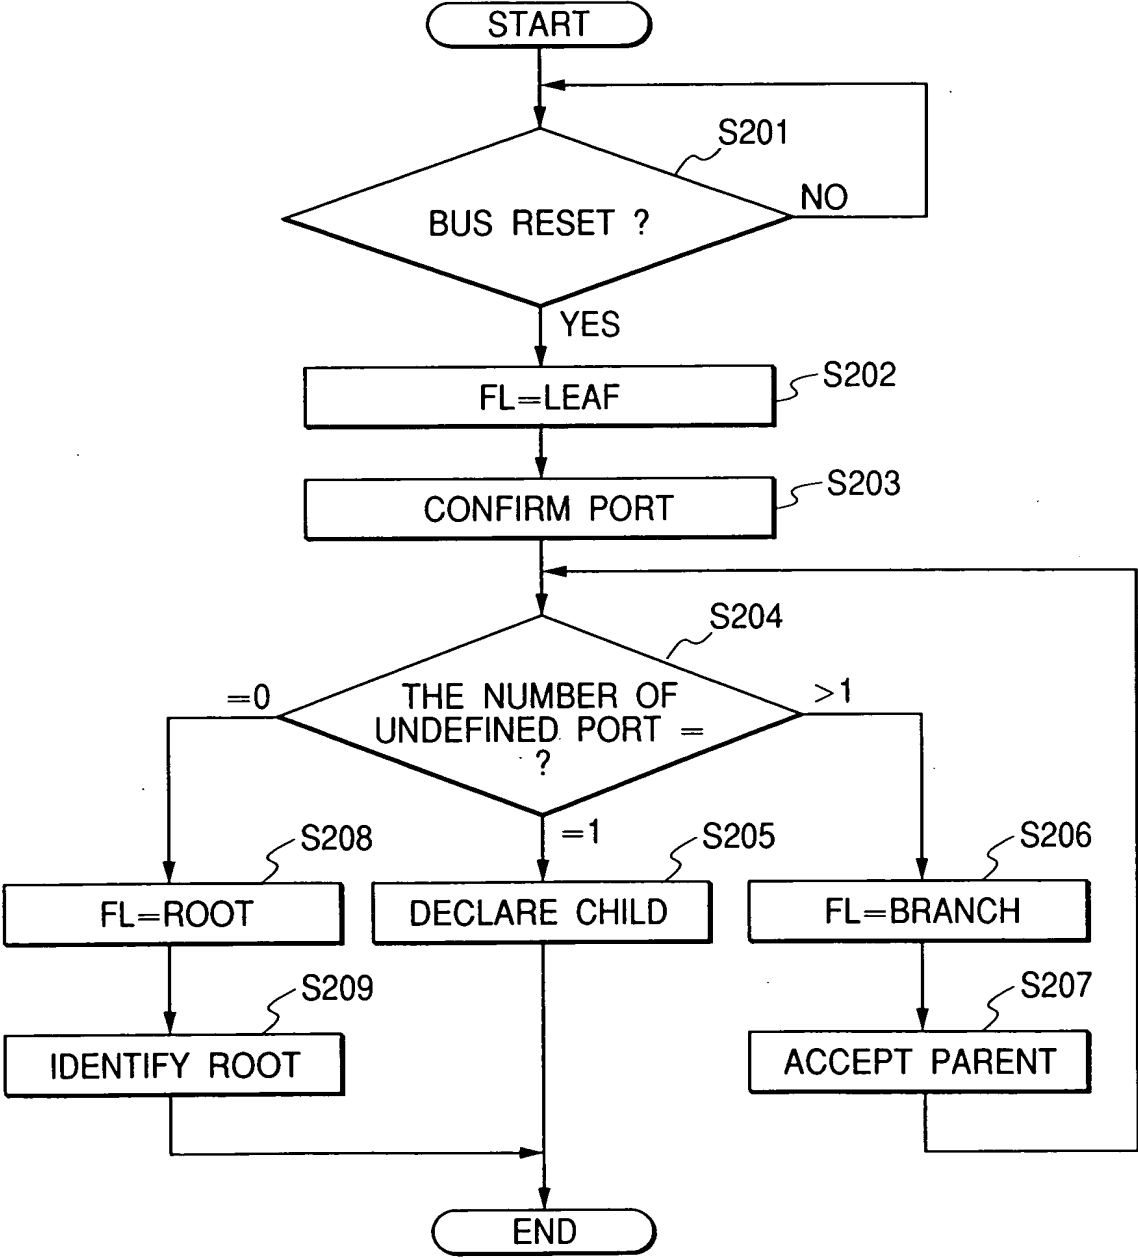 START
S201
BUS RESET ?
NO
YES
S202
FL=LEAF
S203
CONFIRM PORT
S204
=0
THE NUMBER OF
UNDEFINED PORT =
?
>1
=1
S208
S205
S206
FL=ROOT
DECLARE CHILD
FL=BRANCH
S209
S207
IDENTIFY ROOT
ACCEPT PARENT
END